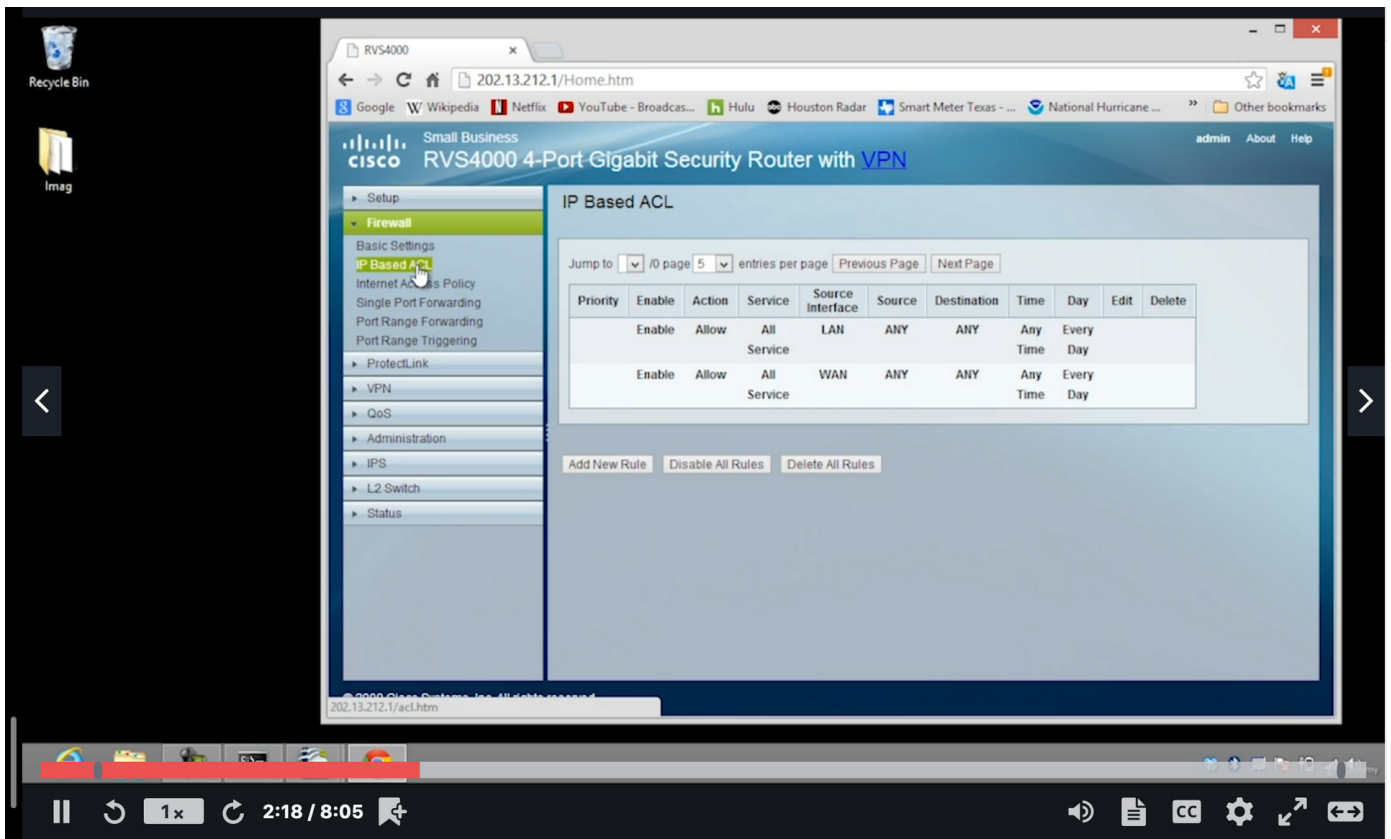 Recycle Bin
Imag
RVS4000
202.13.212.1/Home.htm
Google Wikipedia Netflix YouTube - Broadcas... Hulu Houston Radar Smart Meter Texas - ... National Hurricane ... » Other bookmarks
Small Business
cisco RVS4000 4-Port Gigabit Security Router with VPN
admin About Help
Setup
Firewall
Basic Settings
IP Based ACL
Internet Access Policy
Single Port Forwarding
Port Range Forwarding
Port Range Triggering
ProtectLink
VPN
QoS
Administration
IPS
L2 Switch
Status
IP Based ACL
Jump to /0 page 5 entries per page Previous Page Next Page
Priority Enable Action Service Source Interface Source Destination Time Day Edit Delete
Enable Allow All Service LAN ANY ANY Any Time Every Day
Enable Allow All Service WAN ANY ANY Any Time Every Day
Add New Rule Disable All Rules Delete All Rules
202.13.212.1/acl.htm
1x 2:18 / 8:05 CC